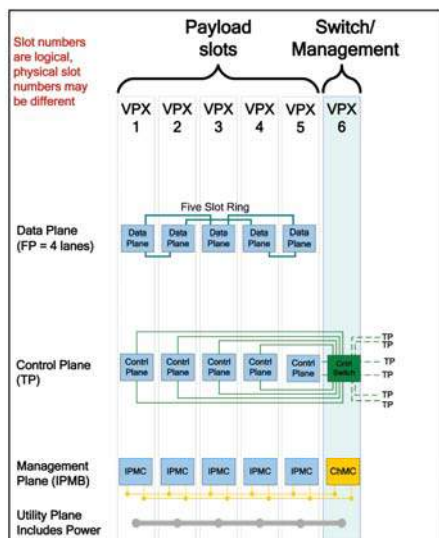 Slot numbers
are logical,
physical slot
numbers may
be different
Payload
slots
Switch/
Management
VPX
1
VPX
2
VPX
3
VPX
4
VPX
5
VPX
6
Five Slot Ring
Data Plane
(FP = 4 lanes)
Data
Plane
Data
Plane
Data
Plane
Data
Plane
Data
Plane
Control Plane
(TP)
Contrl
Plane
Contrl
Plane
Contrl
Plane
Contrl
Plane
Contrl
Plane
Cntrl
Switch
TP
TP
TP
TP
TP
TP
Management
Plane (IPMB)
IPMC
IPMC
IPMC
IPMC
IPMC
ChMC
Utility Plane
Includes Power